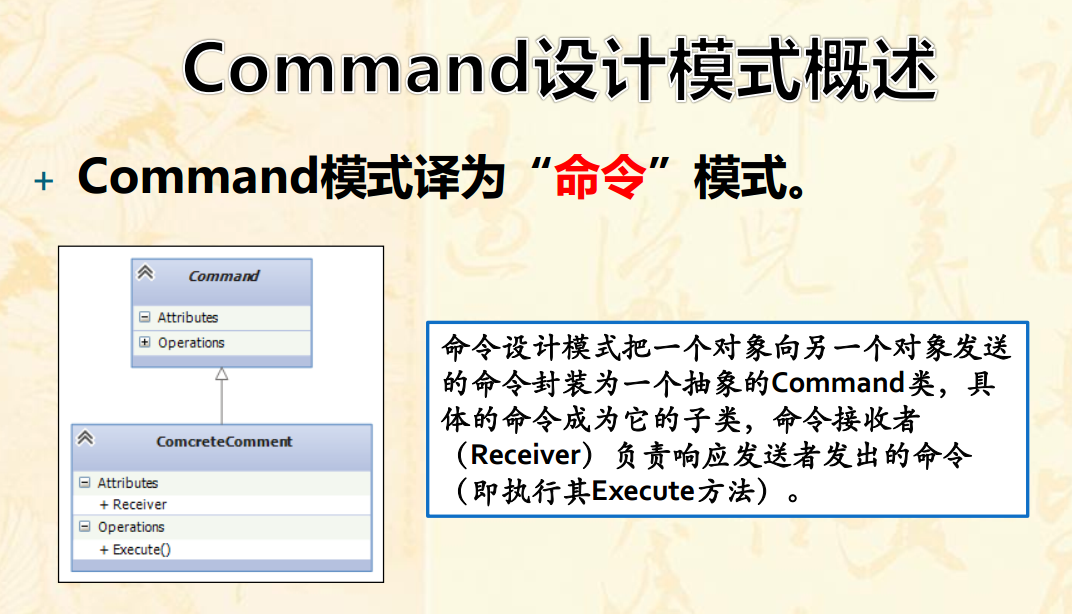 Command设计模式概述
+ Command模式译为“命令”模式。
Command
Attributes
Operations
ComcreteComment
Attributes
+ Receiver
Operations
+ Execute()
命令设计模式把一个对象向另一个对象发送
的命令封装为一个抽象的Command类，具
体的命令成为它的子类，命令接收者
（Receiver）负责响应发送者发出的命令
（即执行其Execute方法）。